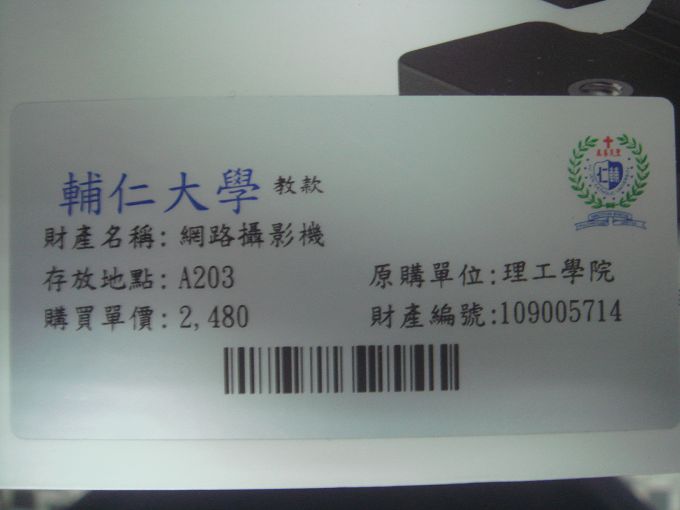 輔仁大學 教款
財產名稱: 網路攝影機
存放地點: A203 原購單位:理工學院
購買單價: 2,480 財產編號:109005714
仁 輔